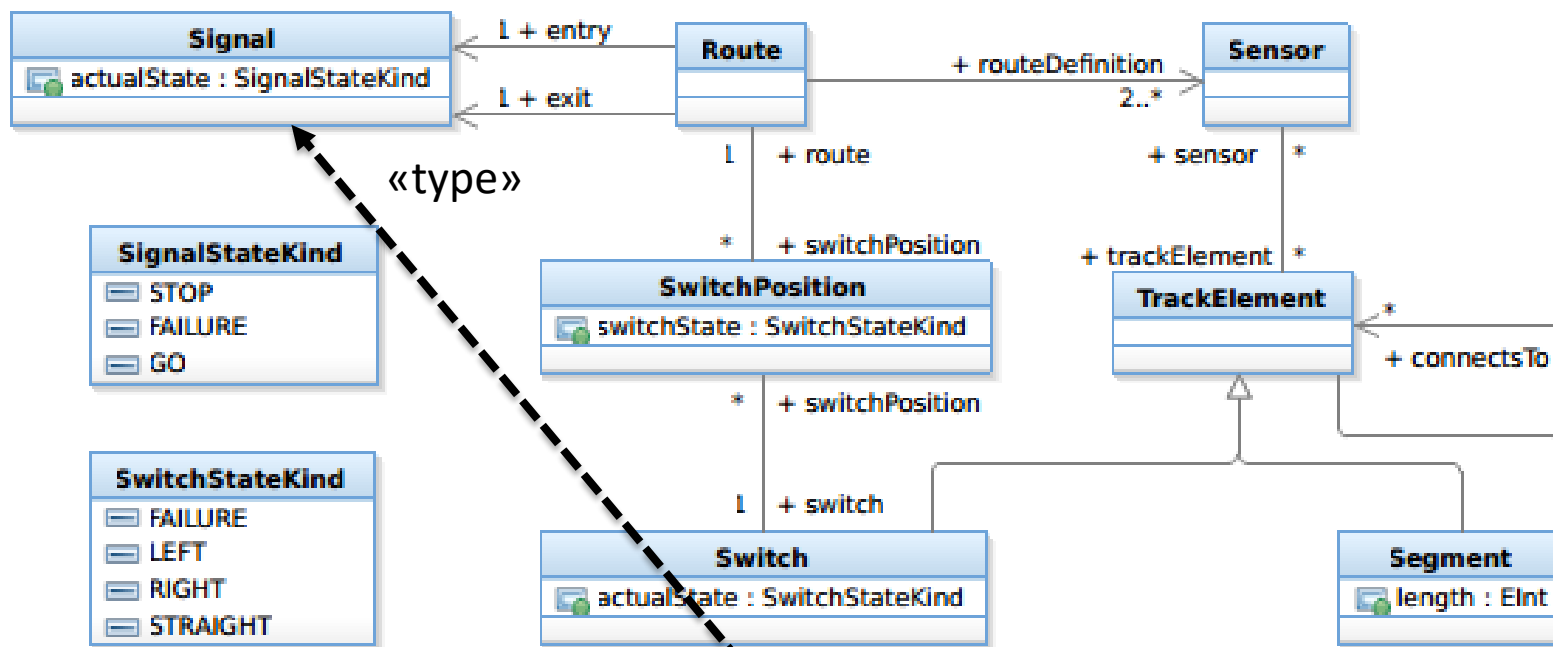 Signal
actualState : SignalStateKind
1 + entry
1 + exit
Route
+ routeDefinition
2..*
Sensor
«type»
1 + route
* + switchPosition
+ sensor *
+ trackElement *
SignalStateKind
STOP
FAILURE
GO
SwitchPosition
switchState : SwitchStateKind
TrackElement
*
+ connectsTo
* + switchPosition
1 + switch
SwitchStateKind
FAILURE
LEFT
RIGHT
STRAIGHT
Switch
actualState : SwitchStateKind
Segment
length : EInt